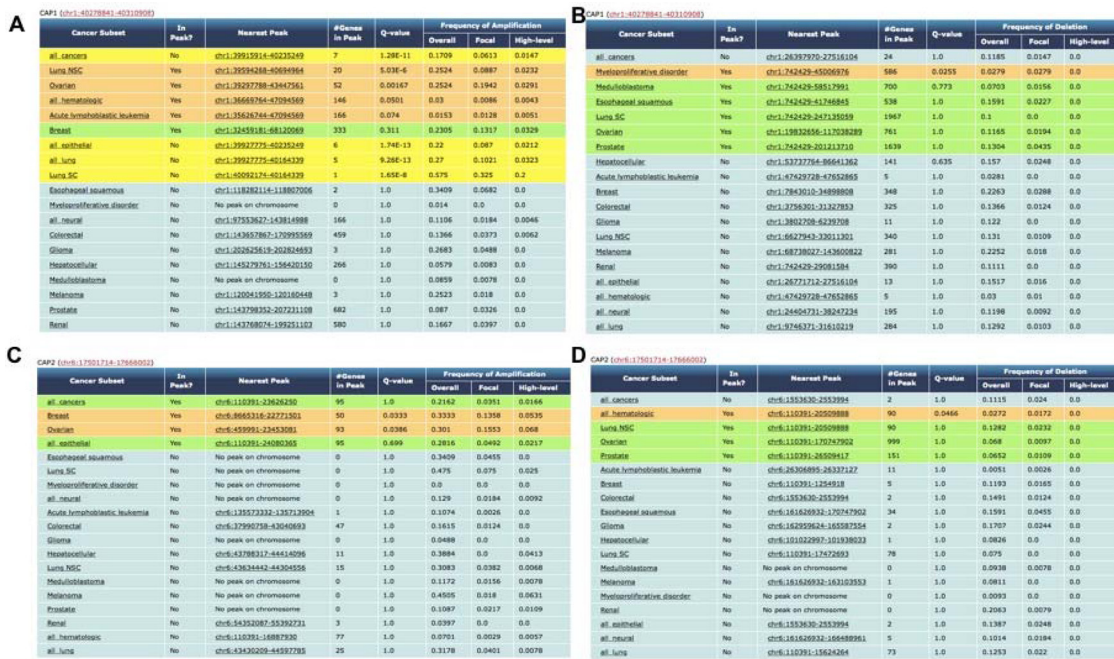 A
CAP1 (chr1:40278841-40310908)
Cancer Subset In Peak? Nearest Peak #Genes in Peak Q-value Frequency of Amplification
Overall Focal High-level
all_cancers No chr1:39915914-40235249 7 1.28E-11 0.1709 0.0613 0.0147
Lung NSC Yes chr1:39594268-40694964 20 5.03E-6 0.2524 0.0887 0.0232
Ovarian Yes chr1:39297788-43447561 52 0.00167 0.2524 0.1942 0.0291
all_hematologic Yes chr1:36669764-47094569 146 0.0501 0.03 0.0086 0.0043
Acute lymphoblastic leukemia Yes chr1:35626744-47094569 166 0.074 0.0153 0.0128 0.0051
Breast Yes chr1:32459181-68120069 333 0.311 0.2305 0.1317 0.0329
all_epithelial No chr1:39927775-40235249 6 1.74E-13 0.22 0.087 0.0212
all_lung No chr1:39927775-40164339 5 9.26E-13 0.27 0.1021 0.0323
Lung SC No chr1:40092174-40164339 1 1.65E-8 0.575 0.325 0.2
Esophageal squamous No chr1:118282114-118807006 2 1.0 0.3409 0.0682 0.0
Myeloproliferative disorder No No peak on chromosome 0 1.0 0.014 0.0 0.0
all_neural No chr1:97553627-143814988 166 1.0 0.1106 0.0184 0.0046
Colorectal No chr1:143657867-170995569 459 1.0 0.1366 0.0373 0.0062
Glioma No chr1:202625619-202824693 3 1.0 0.2683 0.0488 0.0
Hepatocellular No chr1:145279761-156420150 266 1.0 0.0579 0.0083 0.0
Medulloblastoma No No peak on chromosome 0 1.0 0.0859 0.0078 0.0
Melanoma No chr1:120041950-120160448 3 1.0 0.2523 0.018 0.0
Prostate No chr1:143798352-207231108 682 1.0 0.087 0.0326 0.0
Renal No chr1:143768074-199251103 580 1.0 0.1667 0.0397 0.0
B
CAP1 (chr1:40278841-40310908)
Cancer Subset In Peak? Nearest Peak #Genes in Peak Q-value Frequency of Deletion
Overall Focal High-level
all_cancers No chr1:26397970-27516104 24 1.0 0.1185 0.0147 0.0
Myeloproliferative disorder Yes chr1:742429-45006976 586 0.0255 0.0279 0.0279 0.0
Medulloblastoma Yes chr1:742429-58517991 700 0.773 0.0703 0.0156 0.0
Esophageal squamous Yes chr1:742429-41746845 538 1.0 0.1591 0.0227 0.0
Lung SC Yes chr1:742429-247135059 1967 1.0 0.1 0.0 0.0
Ovarian Yes chr1:19832656-117038289 761 1.0 0.1165 0.0194 0.0
Prostate Yes chr1:742429-201213710 1639 1.0 0.1304 0.0435 0.0
Hepatocellular No chr1:53737764-86641362 141 0.635 0.157 0.0248 0.0
Acute lymphoblastic leukemia No chr1:47429728-47652865 5 1.0 0.0281 0.0 0.0
Breast No chr1:7843010-34898808 348 1.0 0.2263 0.0288 0.0
Colorectal No chr1:3756301-31327853 325 1.0 0.1366 0.0124 0.0
Glioma No chr1:3802708-6239708 11 1.0 0.122 0.0 0.0
Lung NSC No chr1:6627943-33011301 340 1.0 0.131 0.0109 0.0
Melanoma No chr1:68738027-143600822 281 1.0 0.2252 0.018 0.0
Renal No chr1:742429-29081584 390 1.0 0.1111 0.0 0.0
all_epithelial No chr1:26771712-27516104 13 1.0 0.1517 0.016 0.0
all_hematologic No chr1:47429728-47652865 5 1.0 0.03 0.01 0.0
all_neural No chr1:24404731-38247234 195 1.0 0.1198 0.0092 0.0
all_lung No chr1:9746371-31610219 284 1.0 0.1292 0.0103 0.0
C
CAP2 (chr6:17501714-17666002)
Cancer Subset In Peak? Nearest Peak #Genes in Peak Q-value Frequency of Amplification
Overall Focal High-level
all_cancers Yes chr6:110391-23626250 95 1.0 0.2162 0.0351 0.0166
Breast Yes chr6:8665316-22771501 50 0.0333 0.3333 0.1358 0.0535
Ovarian Yes chr6:459991-23453081 93 0.0386 0.301 0.1553 0.068
all_epithelial Yes chr6:110391-24080365 95 0.699 0.2816 0.0492 0.0217
Esophageal squamous No No peak on chromosome 0 1.0 0.3409 0.0455 0.0
Lung SC No No peak on chromosome 0 1.0 0.475 0.075 0.025
Myeloproliferative disorder No No peak on chromosome 0 1.0 0.0 0.0 0.0
all_neural No No peak on chromosome 0 1.0 0.129 0.0184 0.0092
Acute lymphoblastic leukemia No chr6:135573332-135713904 1 1.0 0.1074 0.0026 0.0
Colorectal No chr6:37990758-43040693 47 1.0 0.1615 0.0124 0.0
Glioma No No peak on chromosome 0 1.0 0.0488 0.0 0.0
Hepatocellular No chr6:43788317-44414096 11 1.0 0.3884 0.0 0.0413
Lung NSC No chr6:43634442-44304556 15 1.0 0.3083 0.0382 0.0068
Medulloblastoma No No peak on chromosome 0 1.0 0.1172 0.0156 0.0078
Melanoma No No peak on chromosome 0 1.0 0.4505 0.018 0.0631
Prostate No No peak on chromosome 0 1.0 0.1087 0.0217 0.0109
Renal No chr6:54352087-55392731 3 1.0 0.0397 0.0 0.0
all_hematologic No chr6:110391-16887930 77 1.0 0.0701 0.0029 0.0057
all_lung No chr6:43430209-44597785 25 1.0 0.3178 0.0401 0.0078
D
CAP2 (chr6:17501714-17666002)
Cancer Subset In Peak? Nearest Peak #Genes in Peak Q-value Frequency of Deletion
Overall Focal High-level
all_cancers No chr6:1553630-2553994 2 1.0 0.1115 0.024 0.0
all_hematologic Yes chr6:110391-20509888 90 0.0466 0.0272 0.0172 0.0
Lung NSC Yes chr6:110391-20509888 90 1.0 0.1282 0.0232 0.0
Ovarian Yes chr6:110391-170747902 999 1.0 0.068 0.0097 0.0
Prostate Yes chr6:110391-26509417 151 1.0 0.0652 0.0109 0.0
Acute lymphoblastic leukemia No chr6:26306895-26337127 11 1.0 0.0051 0.0026 0.0
Breast No chr6:110391-1254918 5 1.0 0.1193 0.0165 0.0
Colorectal No chr6:1553630-2553994 2 1.0 0.1491 0.0124 0.0
Esophageal squamous No chr6:161626932-170747902 34 1.0 0.1591 0.0455 0.0
Glioma No chr6:162959624-165587554 2 1.0 0.1707 0.0244 0.0
Hepatocellular No chr6:101022997-101938033 1 1.0 0.0826 0.0 0.0
Lung SC No chr6:110391-17472693 78 1.0 0.075 0.0 0.0
Medulloblastoma No No peak on chromosome 0 1.0 0.0938 0.0078 0.0
Melanoma No chr6:161626932-163103553 1 1.0 0.0811 0.0 0.0
Myeloproliferative disorder No No peak on chromosome 0 1.0 0.0093 0.0 0.0
Renal No No peak on chromosome 0 1.0 0.2063 0.0079 0.0
all_epithelial No chr6:1553630-2553994 2 1.0 0.1387 0.0248 0.0
all_neural No chr6:161626932-166488961 5 1.0 0.1014 0.0184 0.0
all_lung No chr6:110391-15624264 73 1.0 0.1253 0.022 0.0